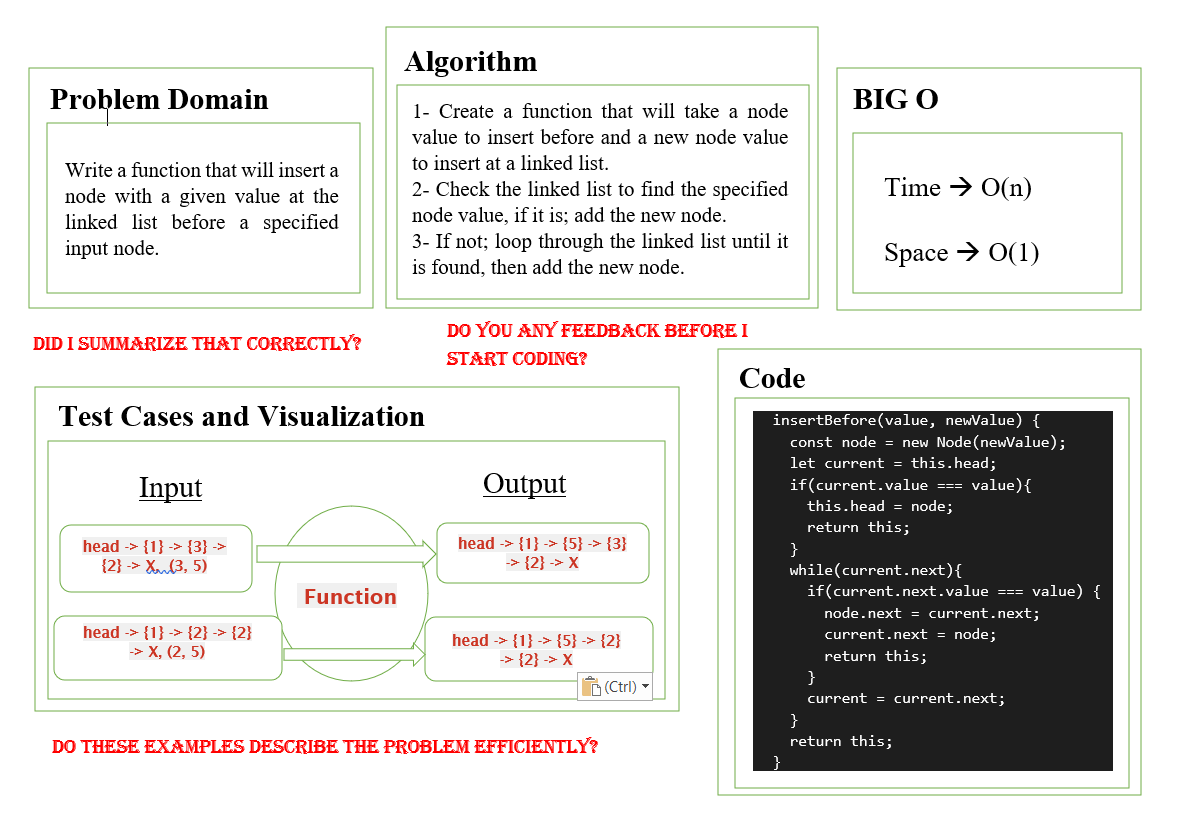 Problem Domain
Write a function that will insert a
node with a given value at the
linked list before a specified
input node.
Algorithm
1- Create a function that will take a node
value to insert before and a new node value
to insert at a linked list.
2- Check the linked list to find the specified
node value, if it is; add the new node.
3- If not; loop through the linked list until it
is found, then add the new node.
BIG O
Time → O(n)
Space → O(1)
DID I SUMMARIZE THAT CORRECTLY?
DO YOU ANY FEEDBACK BEFORE I
START CODING?
Test Cases and Visualization
Input
Output
head -> {1} -> {3} ->
{2} -> X, (3, 5)
head -> {1} -> {5} -> {3}
-> {2} -> X
Function
head -> {1} -> {2} -> {2}
-> X, (2, 5)
head -> {1} -> {5} -> {2}
-> {2} -> X
(Ctrl)
DO THESE EXAMPLES DESCRIBE THE PROBLEM EFFICIENTLY?
Code
insertBefore(value, newValue) {
const node = new Node(newValue);
let current = this.head;
if(current.value === value){
this.head = node;
return this;
}
while(current.next){
if(current.next.value === value) {
node.next = current.next;
current.next = node;
return this;
}
current = current.next;
}
return this;
}